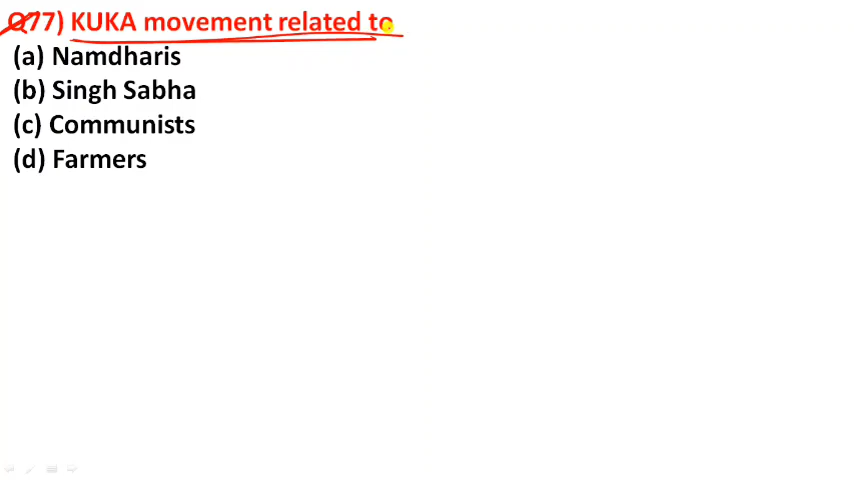 Q77) KUKA movement related to
(a) Namdharis
(b) Singh Sabha
(c) Communists
(d) Farmers